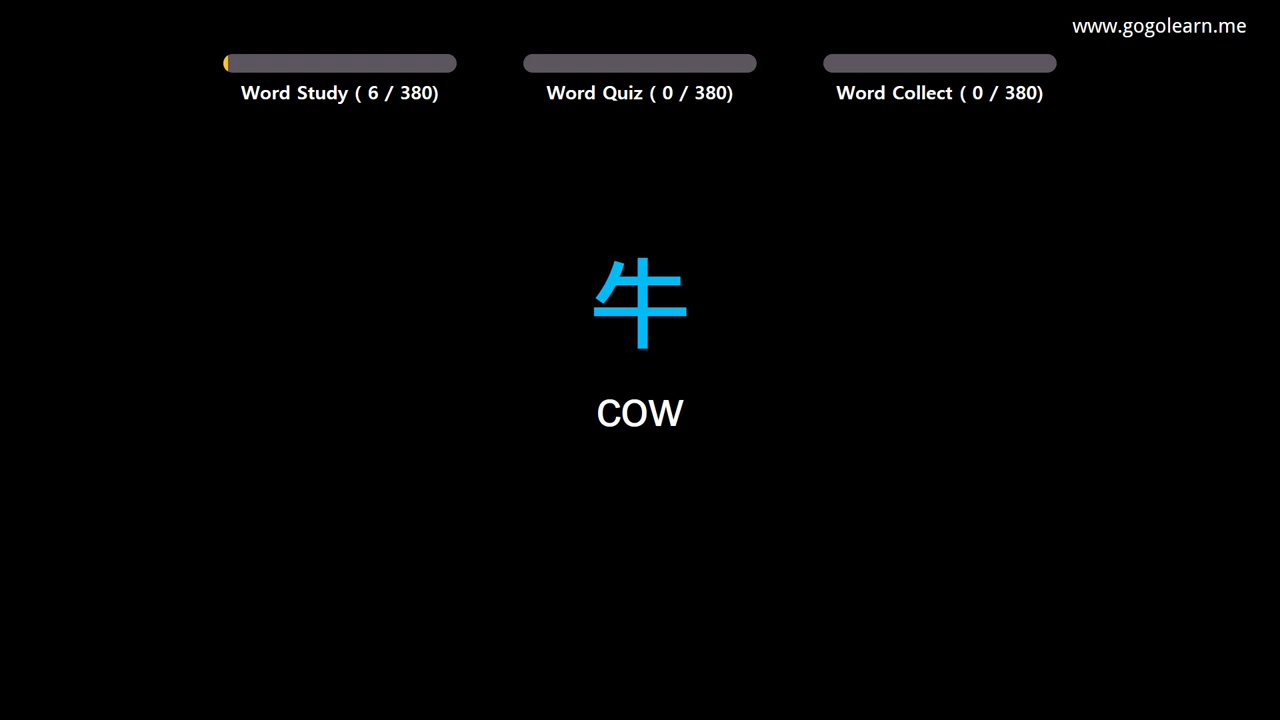 www.gogolearn.me
Word Study ( 6 / 380)
Word Quiz ( 0 / 380)
Word Collect ( 0 / 380)
牛
cow